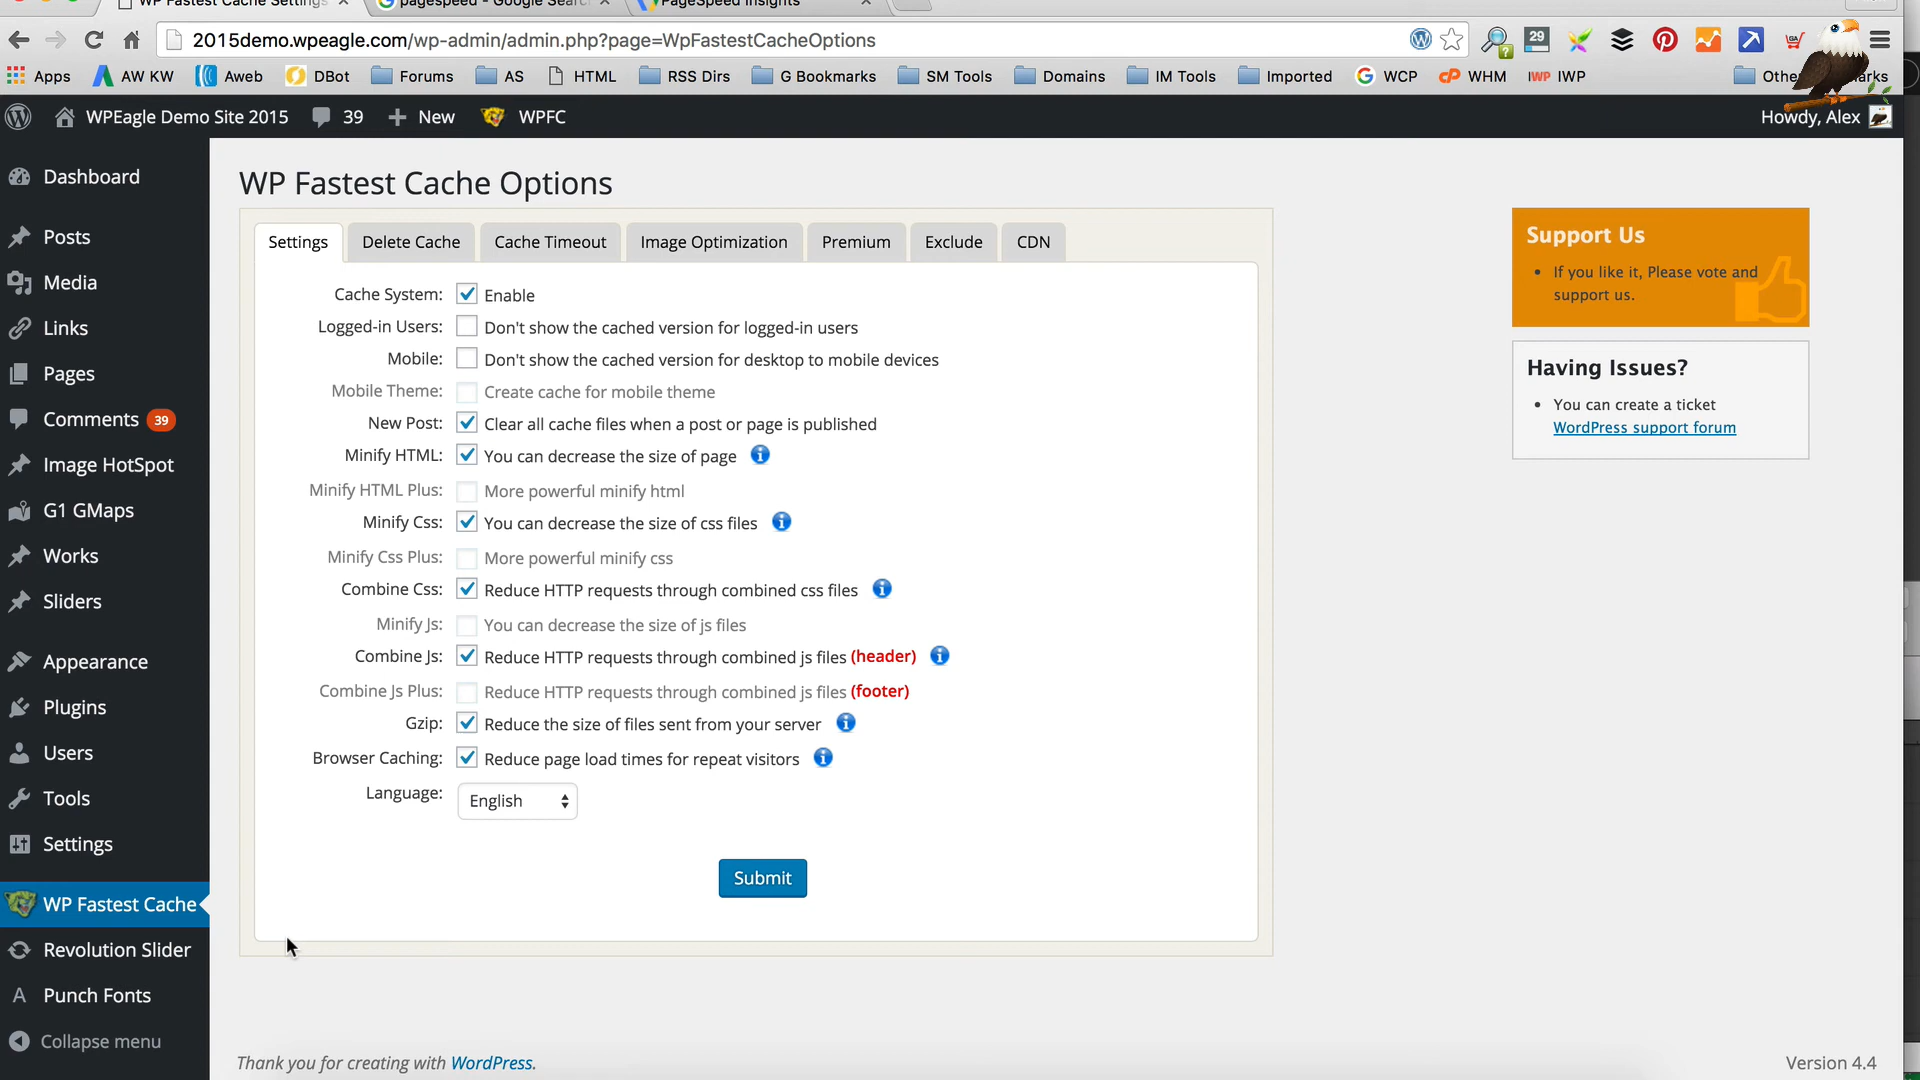 WP Fastest Cache Settings
pagespeed - Google Search
PageSpeed Insights
2015demo.wpeagle.com/wp-admin/admin.php?page=WpFastestCacheOptions
29
Apps AW KW Aweb DBot Forums AS HTML RSS Dirs G Bookmarks SM Tools Domains IM Tools Imported WCP WHM IWP IWP
WPEagle Demo Site 2015 39 New WPFC
Howdy, Alex
Dashboard
Posts
Media
Links
Pages
Comments 39
Image HotSpot
G1 GMaps
Works
Sliders
Appearance
Plugins
Users
Tools
Settings
WP Fastest Cache
Revolution Slider
Punch Fonts
Collapse menu
WP Fastest Cache Options
Settings Delete Cache Cache Timeout Image Optimization Premium Exclude CDN
Cache System: Enable
Logged-in Users: Don't show the cached version for logged-in users
Mobile: Don't show the cached version for desktop to mobile devices
Mobile Theme: Create cache for mobile theme
New Post: Clear all cache files when a post or page is published
Minify HTML: You can decrease the size of page
Minify HTML Plus: More powerful minify html
Minify Css: You can decrease the size of css files
Minify Css Plus: More powerful minify css
Combine Css: Reduce HTTP requests through combined css files
Minify Js: You can decrease the size of js files
Combine Js: Reduce HTTP requests through combined js files (header)
Combine Js Plus: Reduce HTTP requests through combined js files (footer)
Gzip: Reduce the size of files sent from your server
Browser Caching: Reduce page load times for repeat visitors
Language: English
Submit
Support Us
If you like it, Please vote and
support us.
Having Issues?
You can create a ticket
WordPress support forum
Thank you for creating with WordPress.
Version 4.4